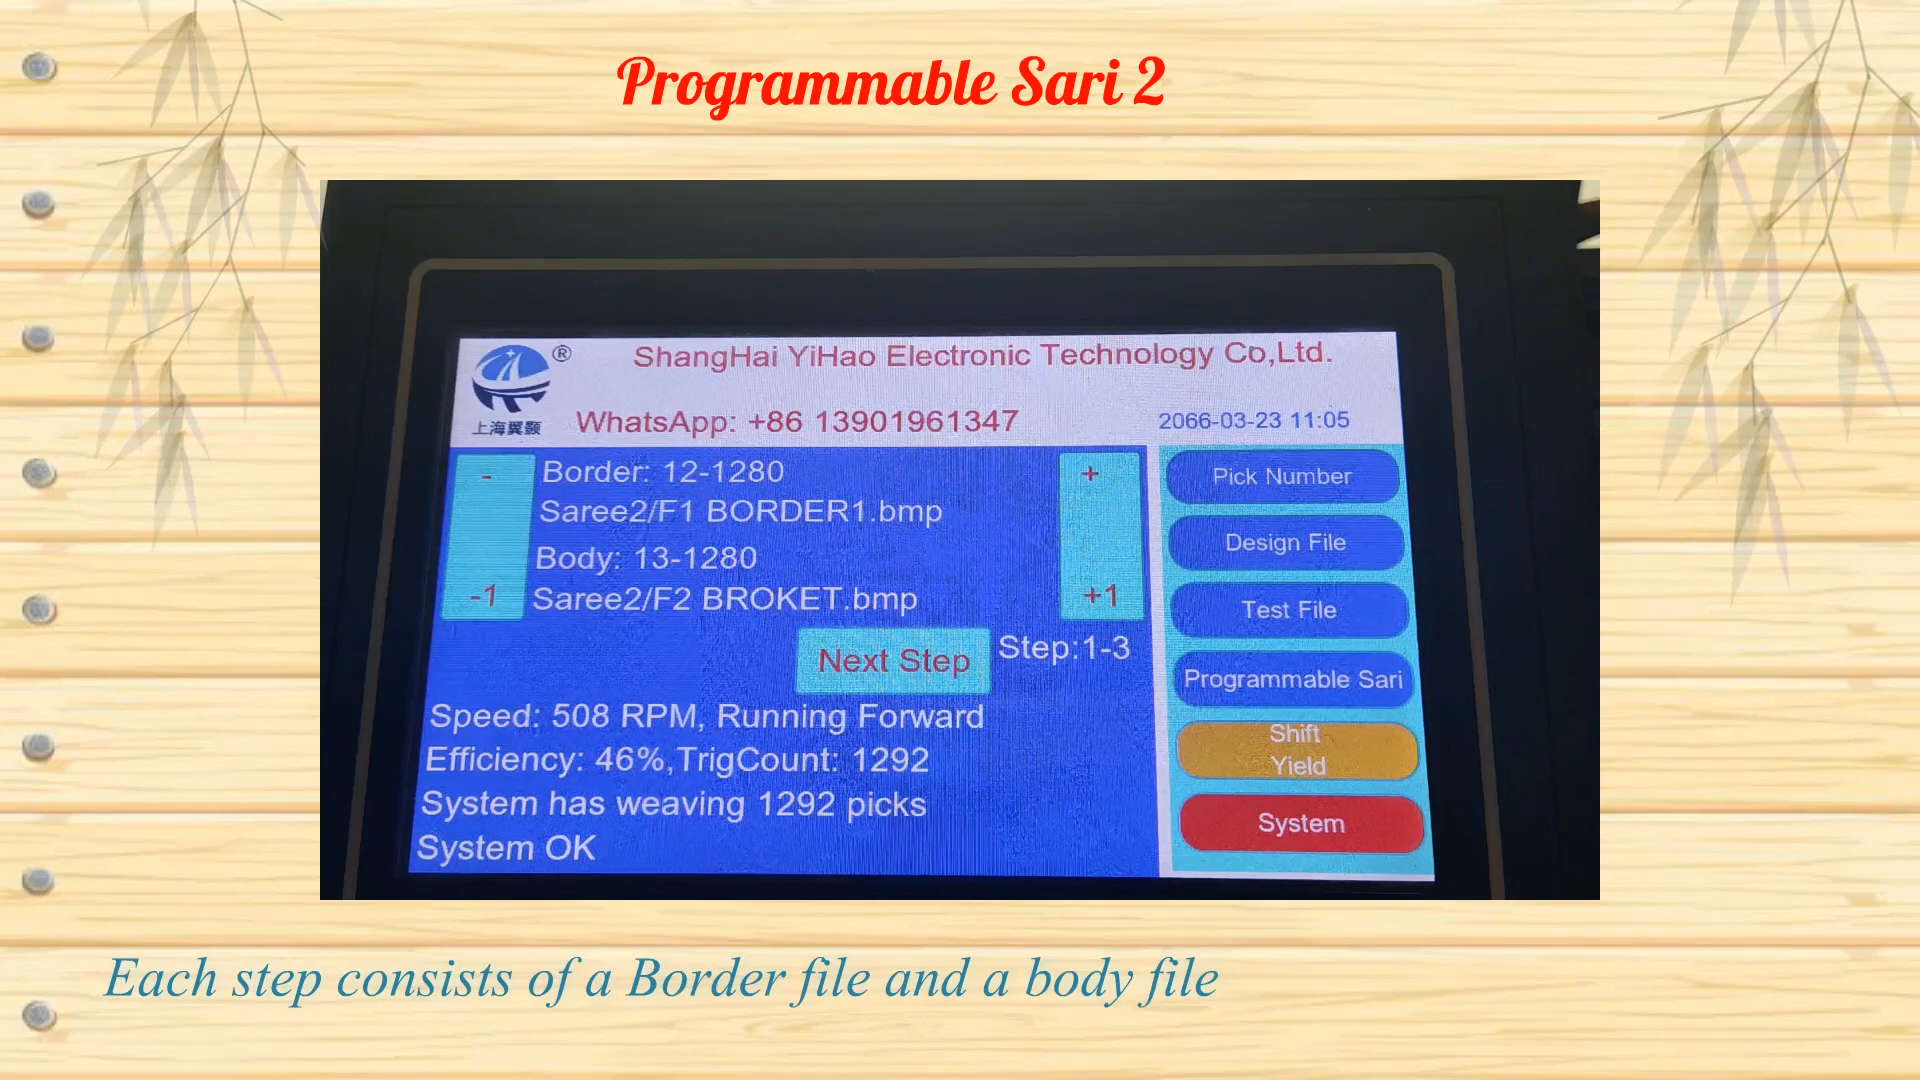 Programmable Sari 2
®
ShangHai YiHao Electronic Technology Co,Ltd.
上海翼颢
WhatsApp: +86 13901961347
2066-03-23 11:05
-
Border: 12-1280
+
Saree2/F1 BORDER1.bmp
Body: 13-1280
-1
Saree2/F2 BROKET.bmp
+1
Next Step
Step:1-3
Speed: 508 RPM, Running Forward
Efficiency: 46%,TrigCount: 1292
System has weaving 1292 picks
System OK
Pick Number
Design File
Test File
Programmable Sari
Shift
Yield
System
Each step consists of a Border file and a body file